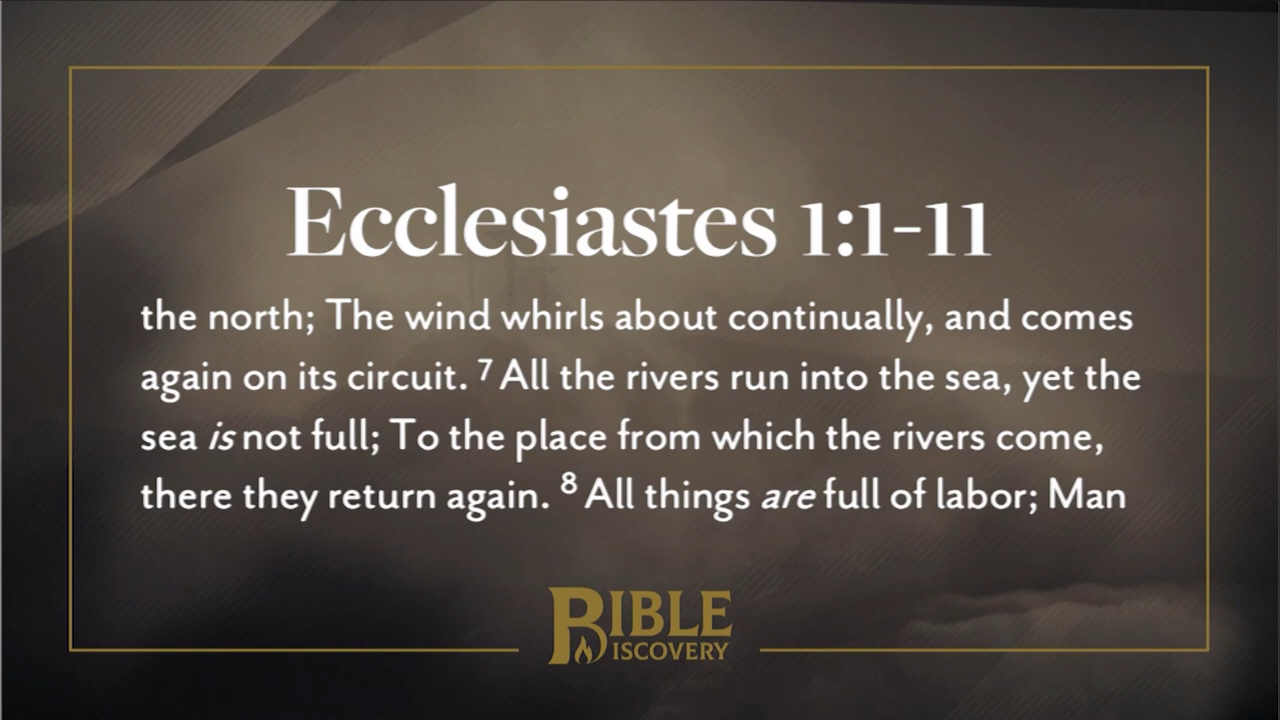 Ecclesiastes 1:1-11
the north; The wind whirls about continually, and comes
again on its circuit. 7 All the rivers run into the sea, yet the
sea is not full; To the place from which the rivers come,
there they return again. 8 All things are full of labor; Man
BIBLE
DISCOVERY